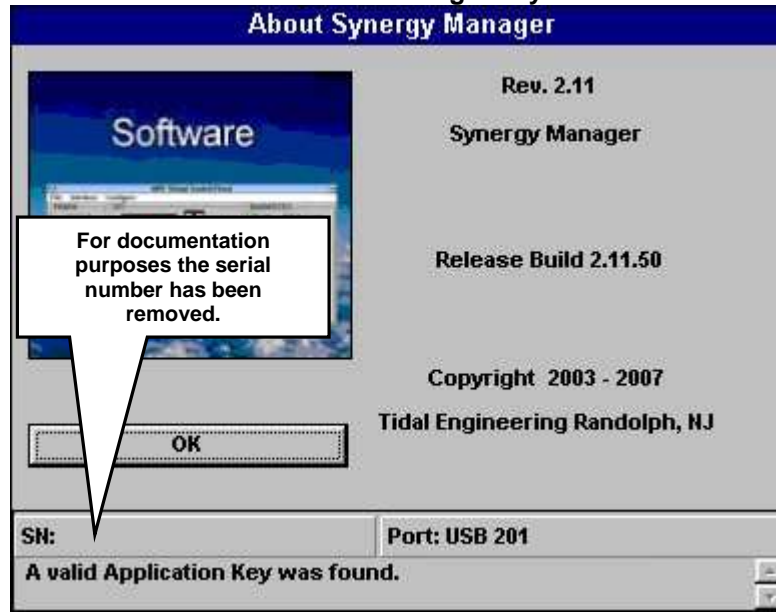 About Synergy Manager
Software
Rev. 2.11
Synergy Manager
For documentation
purposes the serial
number has been
removed.
Release Build 2.11.50
Copyright 2003 - 2007
Tidal Engineering Randolph, NJ
OK
SN:
Port: USB 201
A valid Application Key was found.